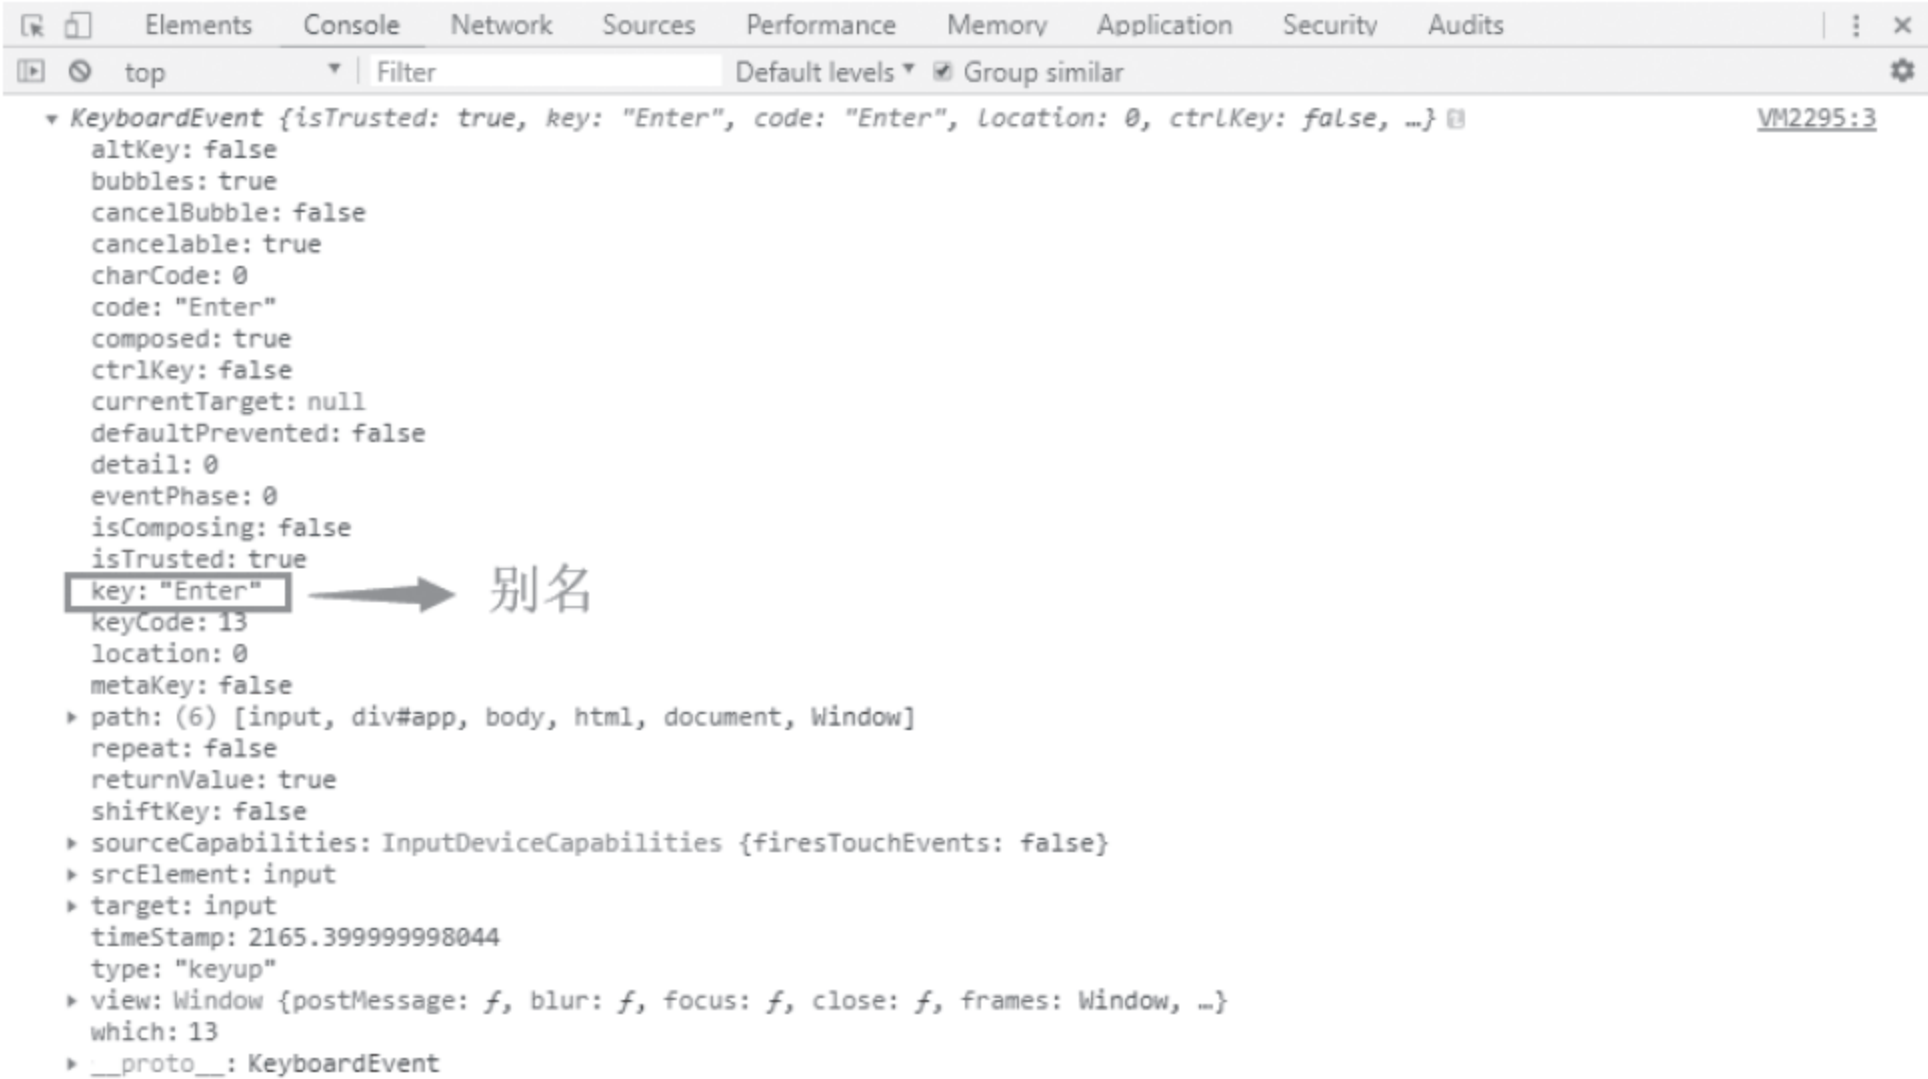 Elements Console Network Sources Performance Memory Application Security Audits
top Filter Default levels Group similar
KeyboardEvent {isTrusted: true, key: "Enter", code: "Enter", location: 0, ctrlKey: false, …} VM2295:3
altKey: false
bubbles: true
cancelBubble: false
cancelable: true
charCode: 0
code: "Enter"
composed: true
ctrlKey: false
currentTarget: null
defaultPrevented: false
detail: 0
eventPhase: 0
isComposing: false
isTrusted: true
key: "Enter" 别名
keyCode: 13
location: 0
metaKey: false
path: (6) [input, div#app, body, html, document, Window]
repeat: false
returnValue: true
shiftKey: false
sourceCapabilities: InputDeviceCapabilities {firesTouchEvents: false}
srcElement: input
target: input
timeStamp: 2165.399999998044
type: "keyup"
view: Window {postMessage: ƒ, blur: ƒ, focus: ƒ, close: ƒ, frames: Window, …}
which: 13
__proto__: KeyboardEvent